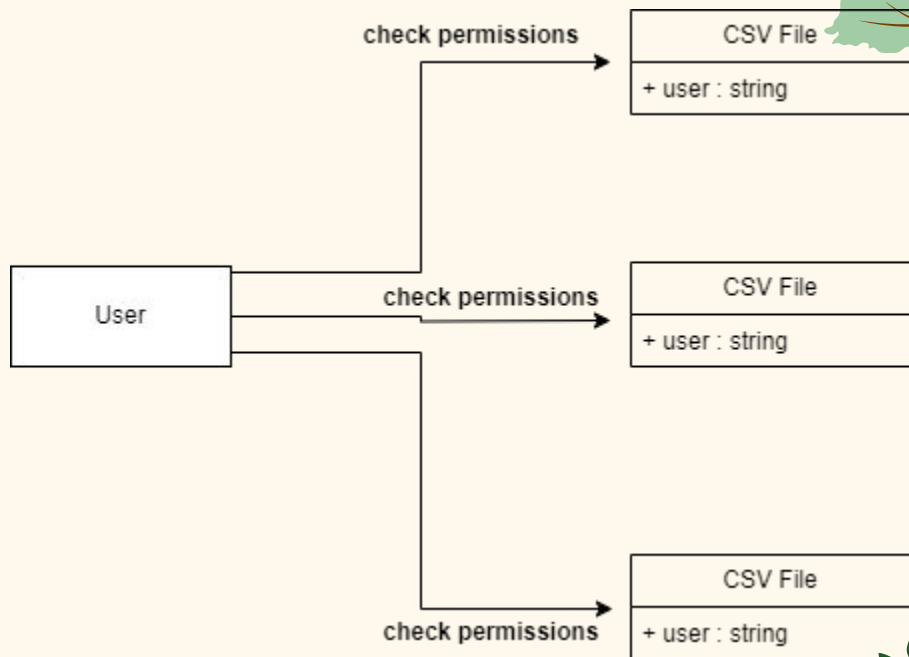 check permissions
CSV File
+ user : string
User
check permissions
CSV File
+ user : string
check permissions
CSV File
+ user : string